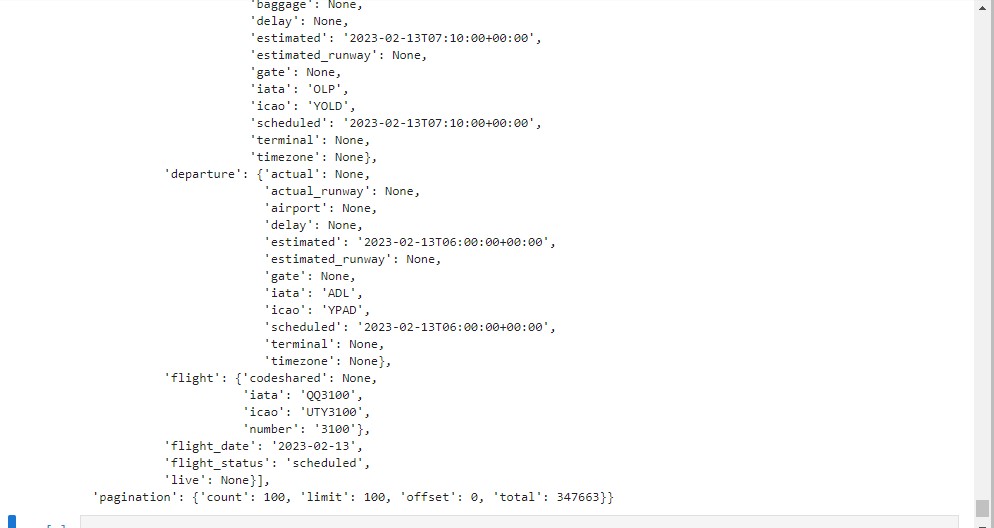 'baggage': None,
'delay': None,
'estimated': '2023-02-13T07:10:00+00:00',
'estimated_runway': None,
'gate': None,
'iata': 'OLP',
'icao': 'YOLD',
'scheduled': '2023-02-13T07:10:00+00:00',
'terminal': None,
'timezone': None},
'departure': {'actual': None,
'actual_runway': None,
'airport': None,
'delay': None,
'estimated': '2023-02-13T06:00:00+00:00',
'estimated_runway': None,
'gate': None,
'iata': 'ADL',
'icao': 'YPAD',
'scheduled': '2023-02-13T06:00:00+00:00',
'terminal': None,
'timezone': None},
'flight': {'codeshared': None,
'iata': 'QQ3100',
'icao': 'UTY3100',
'number': '3100'},
'flight_date': '2023-02-13',
'flight_status': 'scheduled',
'live': None}],
'pagination': {'count': 100, 'limit': 100, 'offset': 0, 'total': 347663}}
[ ]